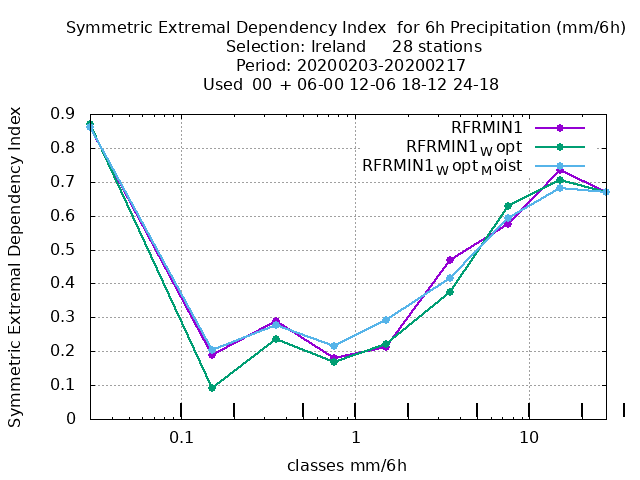 Symmetric Extremal Dependency Index  for 6h Precipitation (mm/6h)
Selection: Ireland     28 stations
Period: 20200203-20200217
Used  00  + 06-00 12-06 18-12 24-18
Symmetric Extremal Dependency Index
0.9
0.8
0.7
0.6
0.5
0.4
0.3
0.2
0.1
0
RFRMIN1
RFRMIN1W opt
RFRMIN1W opt M oist
0.1
1
10
classes mm/6h